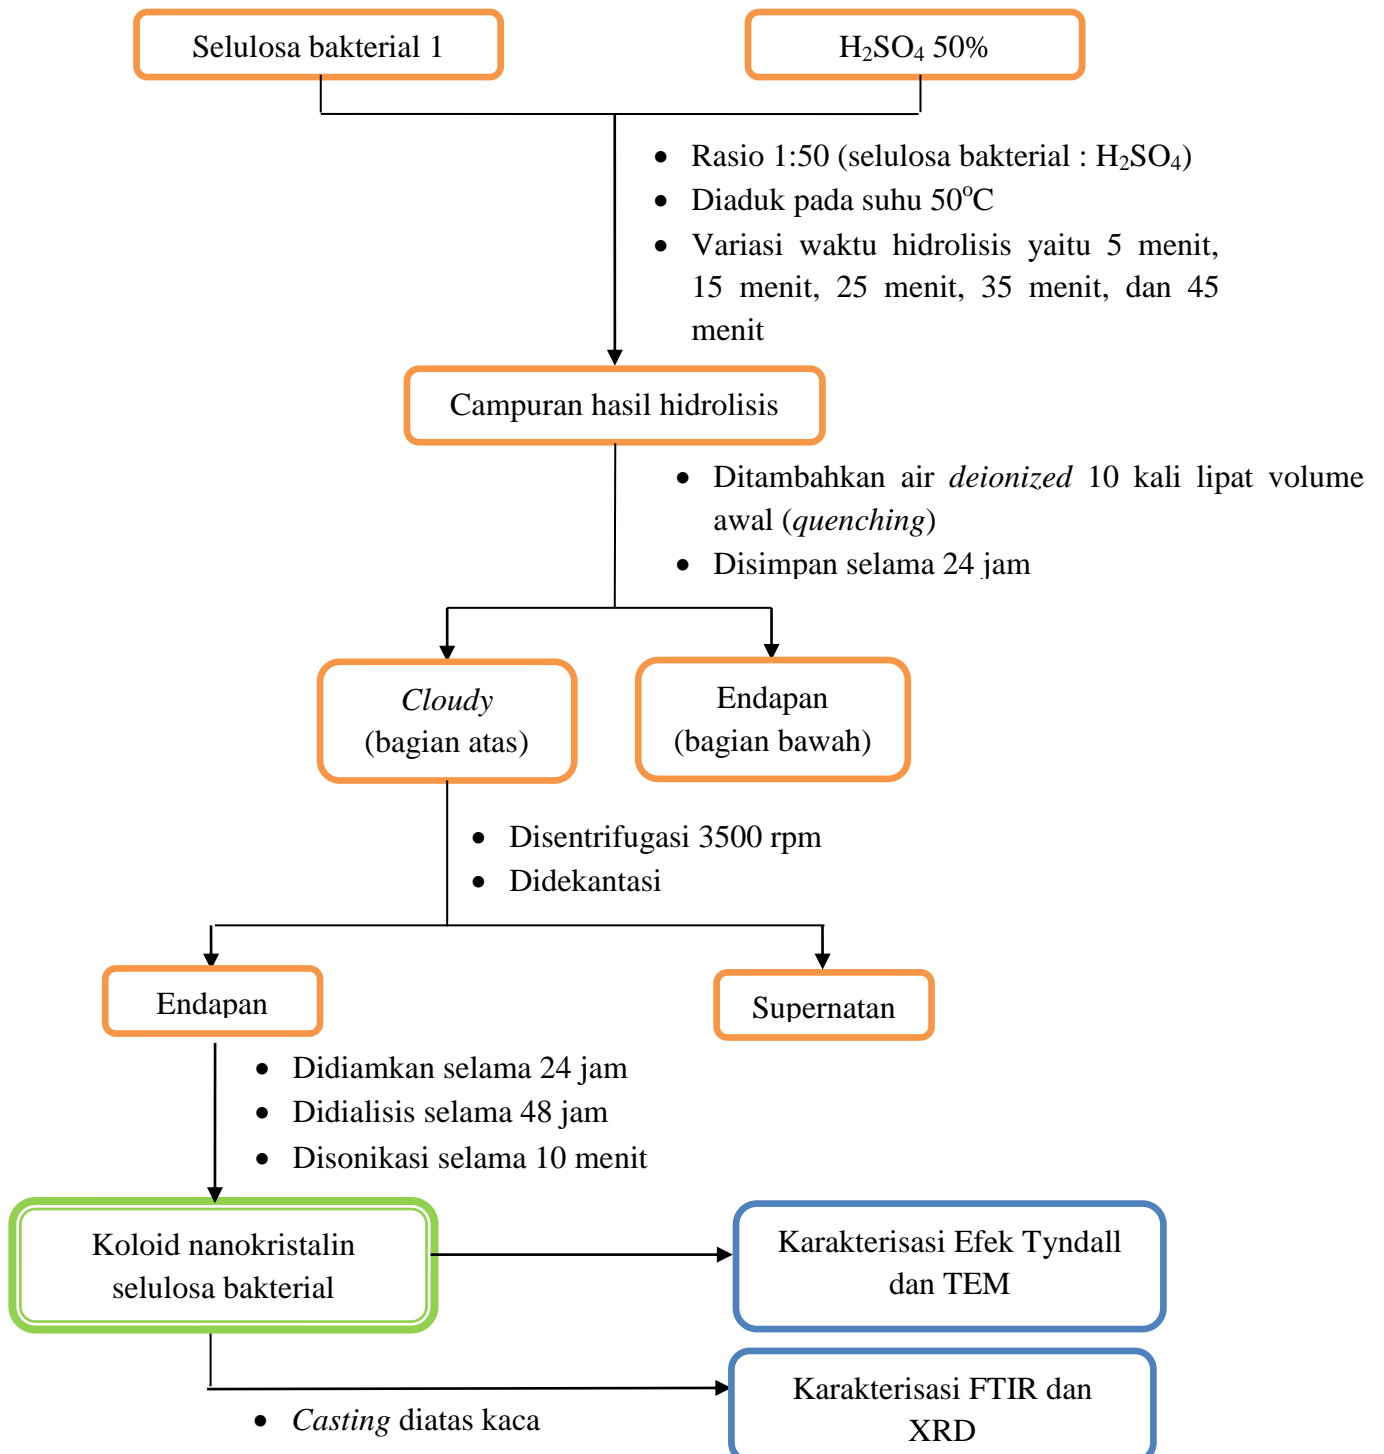 Selulosa bakterial 1
H₂SO₄ 50%
• Rasio 1:50 (selulosa bakterial : H₂SO₄)
• Diaduk pada suhu 50°C
• Variasi waktu hidrolisis yaitu 5 menit,
15 menit, 25 menit, 35 menit, dan 45
menit
Campuran hasil hidrolisis
• Ditambahkan air deionized 10 kali lipat volume
awal (quenching)
• Disimpan selama 24 jam
Cloudy
(bagian atas)
Endapan
(bagian bawah)
• Disentrifugasi 3500 rpm
• Didekantasi
Endapan
Supernatan
• Didiamkan selama 24 jam
• Didialisis selama 48 jam
• Disonikasi selama 10 menit
Koloid nanokristalin
selulosa bakterial
Karakterisasi Efek Tyndall
dan TEM
Karakterisasi FTIR dan
XRD
• Casting diatas kaca